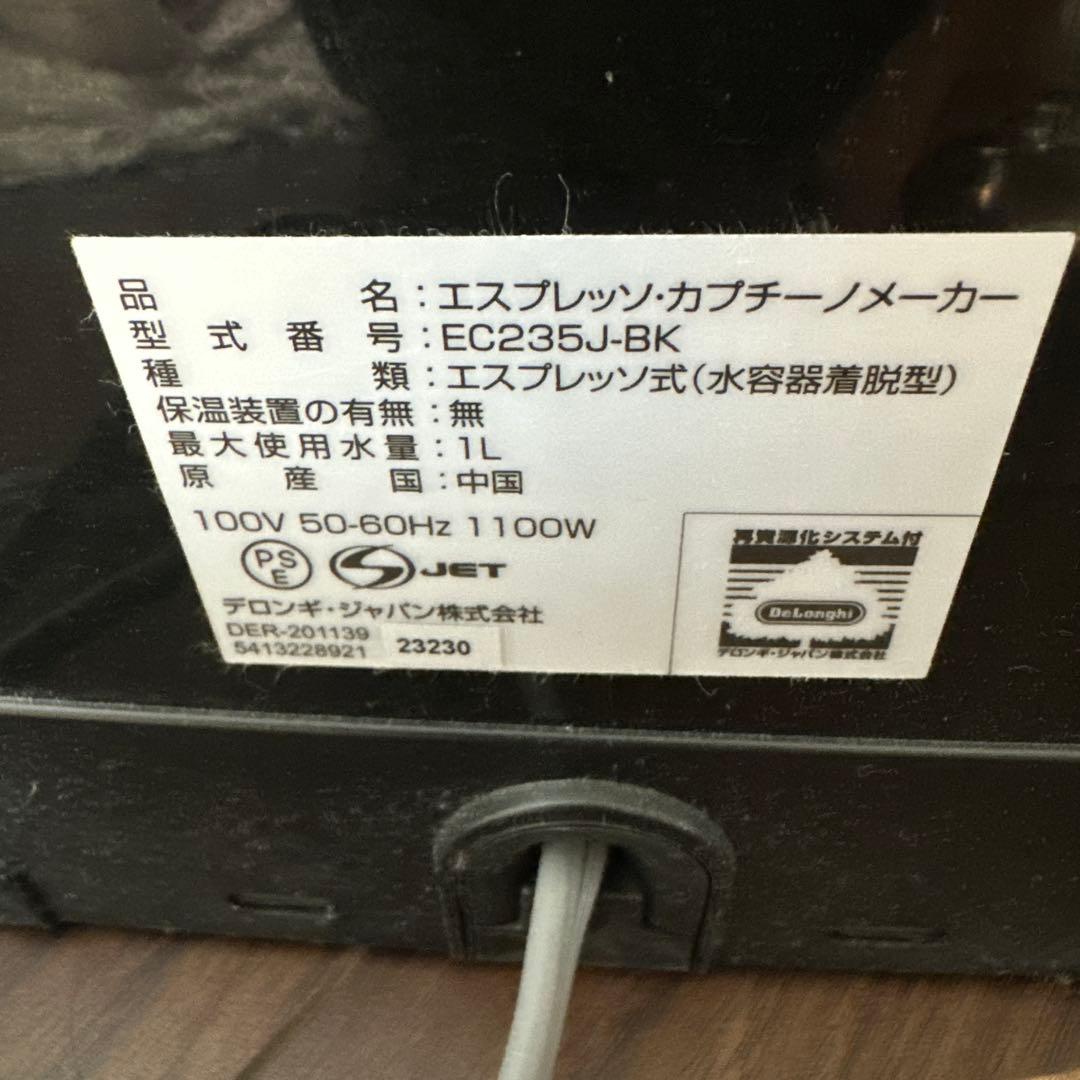 品名：エスプレッソ・カプチーノメーカー
型式番号：EC235J-BK
種類：エスプレッソ式（水容器着脱型）
保温装置の有無：無
最大使用水量：1L
原産国：中国
100V 50-60Hz 1100W
PS
E
S JET
デロンギ・ジャパン株式会社
DER-201139
5413228921 23230
再資源化システム付
DeLonghi
デロンギ・ジャパン株式会社